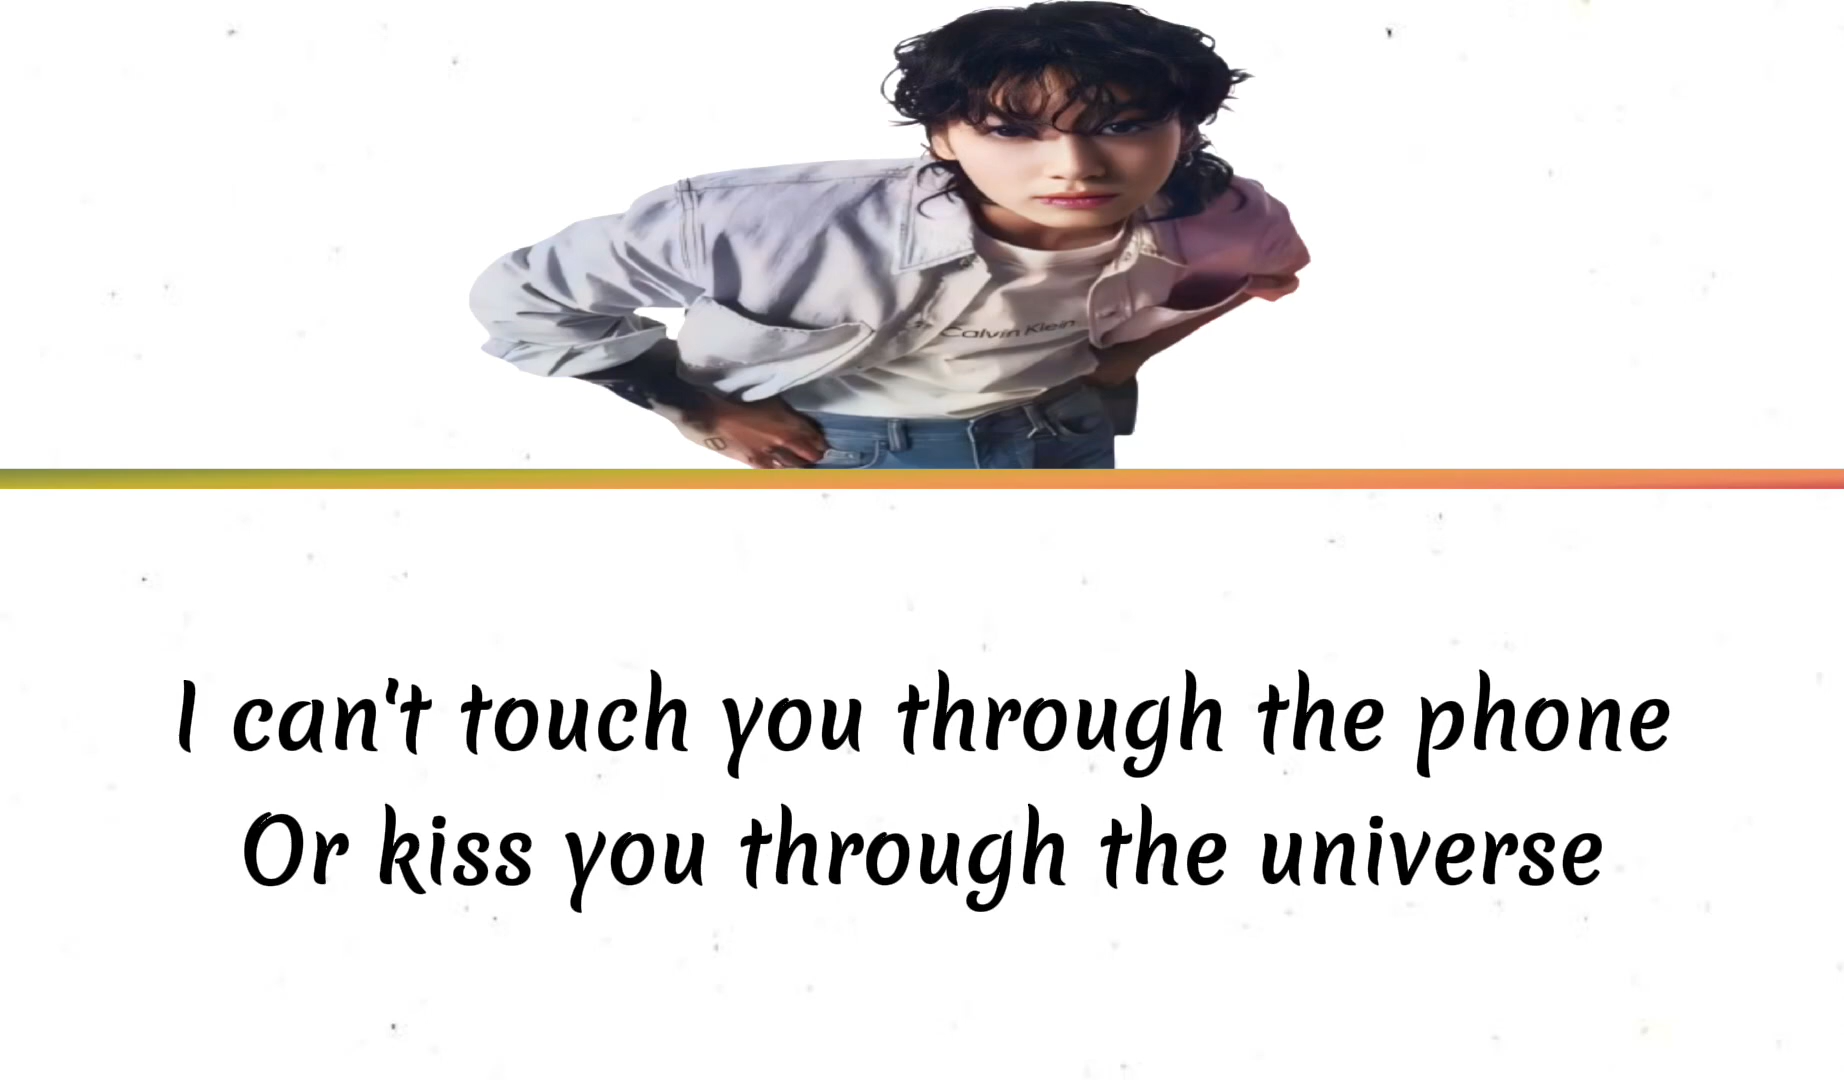 Calvin Klein
I can't touch you through the phone
Or kiss you through the universe